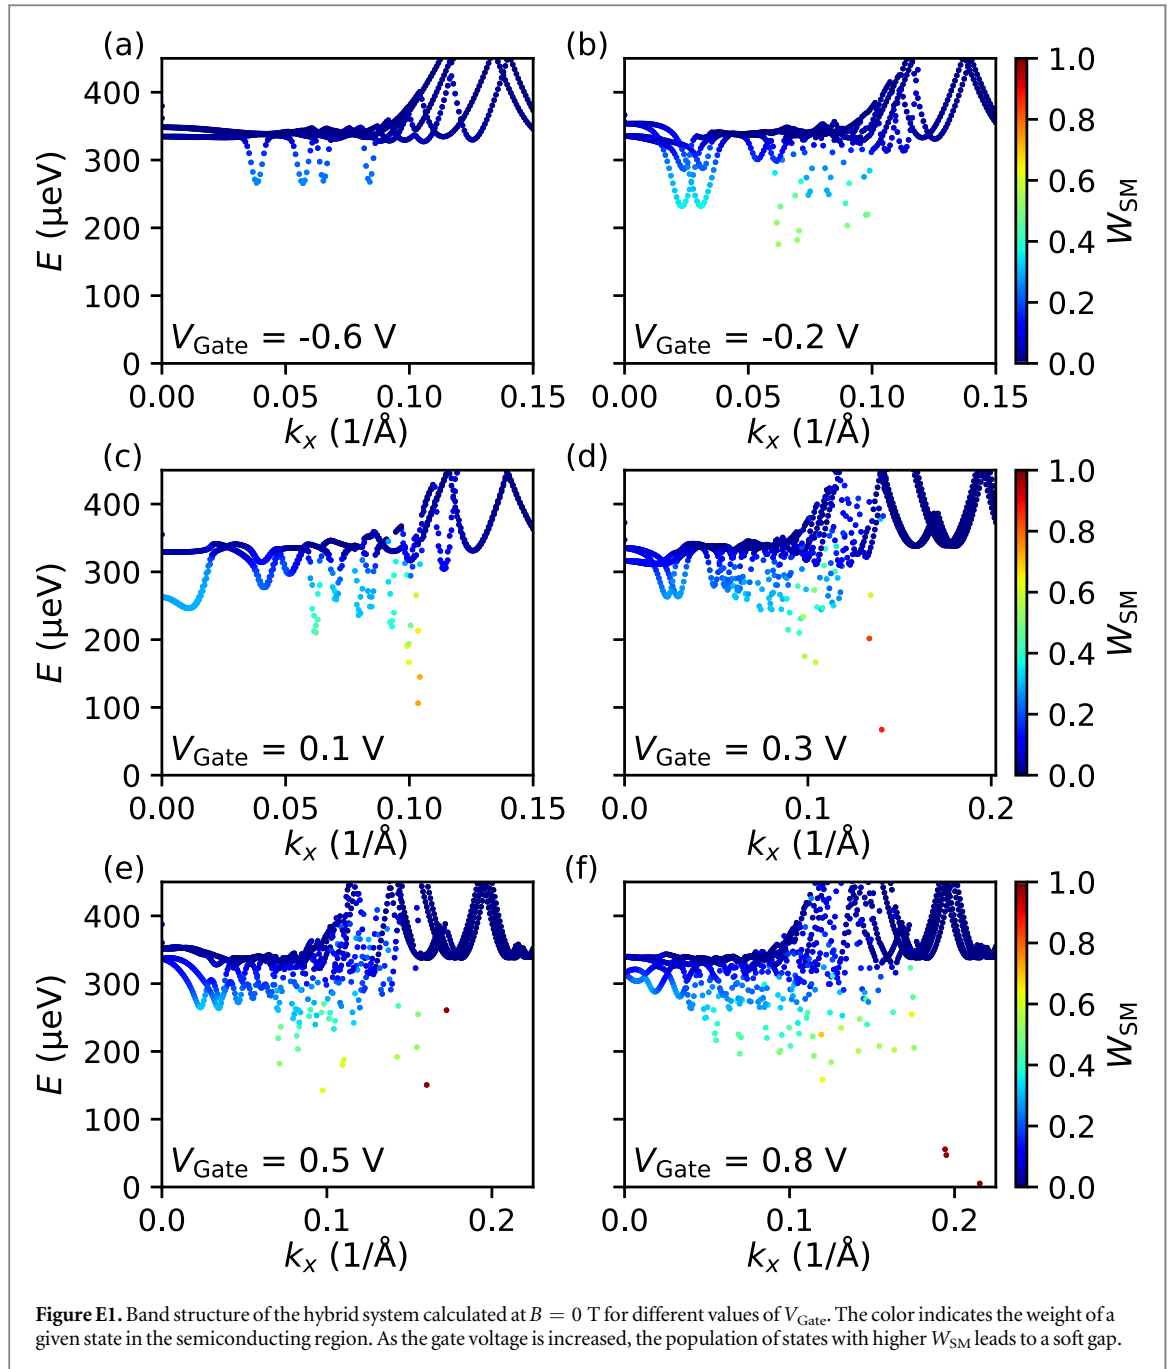 (a)
(b)
400
300
200
100
0
E (μeV)
V_Gate = -0.6 V
V_Gate = -0.2 V
0.00 0.05 0.10 0.15
0.00 0.05 0.10 0.15
k_x (1/Å)
k_x (1/Å)
1.0
0.8
0.6
0.4
0.2
0.0
W_SM
(c)
(d)
400
300
200
100
0
E (μeV)
V_Gate = 0.1 V
V_Gate = 0.3 V
0.00 0.05 0.10 0.15
0.0 0.1 0.2
k_x (1/Å)
k_x (1/Å)
1.0
0.8
0.6
0.4
0.2
0.0
W_SM
(e)
(f)
400
300
200
100
0
E (μeV)
V_Gate = 0.5 V
V_Gate = 0.8 V
0.0 0.1 0.2
0.0 0.1 0.2
k_x (1/Å)
k_x (1/Å)
1.0
0.8
0.6
0.4
0.2
0.0
W_SM
Figure E1. Band structure of the hybrid system calculated at B = 0 T for different values of V_Gate. The color indicates the weight of a
given state in the semiconducting region. As the gate voltage is increased, the population of states with higher W_SM leads to a soft gap.